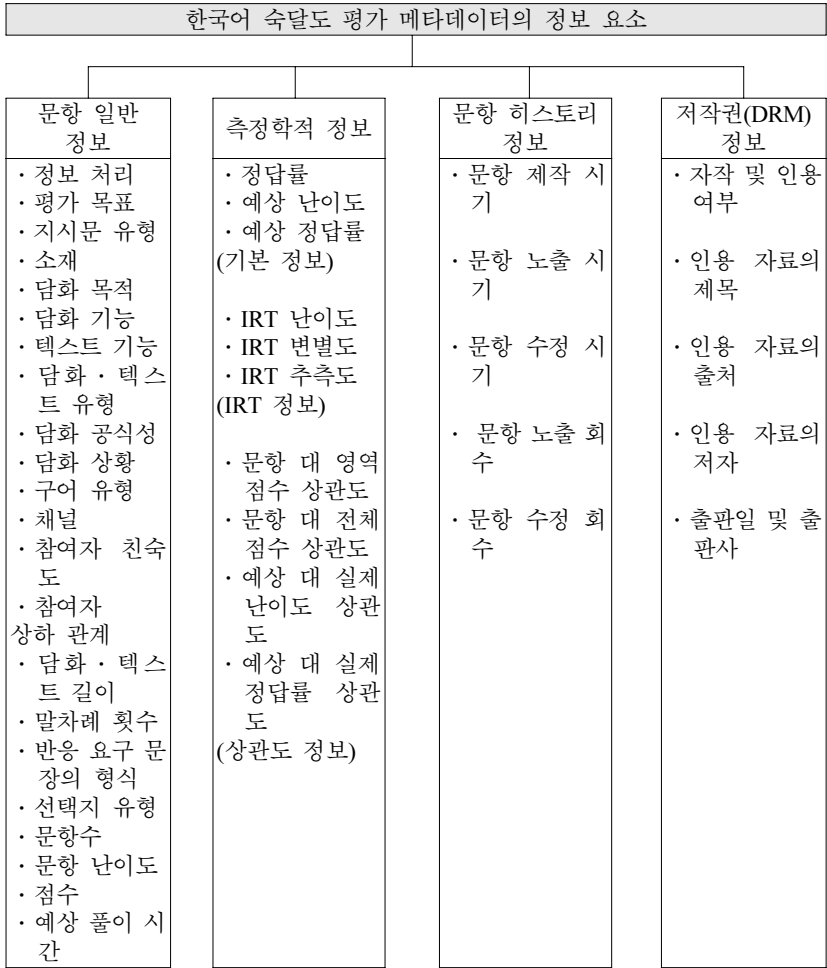 한국어 숙달도 평가 메타데이터의 정보 요소
문항 일반
정보
· 정보 처리
· 평가 목표
· 지시문 유형
· 소재
· 담화 목적
· 담화 기능
· 텍스트 기능
· 담화 · 텍스
트 유형
· 담화 공식성
· 담화 상황
· 구어 유형
· 채널
· 참여자 친숙
도
· 참여자
상하 관계
· 담화 · 텍스
트 길이
· 말차례 횟수
· 반응 요구 문
장의 형식
· 선택지 유형
· 문항수
· 문항 난이도
· 점수
· 예상 풀이 시
간
측정학적 정보
· 정답률
· 예상 난이도
· 예상 정답률
(기본 정보)
· IRT 난이도
· IRT 변별도
· IRT 추측도
(IRT 정보)
· 문항 대 영역
점수 상관도
· 문항 대 전체
점수 상관도
· 예상 대 실제
난이도 상관
도
· 예상 대 실제
정답률 상관
도
(상관도 정보)
문항 히스토리
정보
· 문항 제작 시
기
· 문항 노출 시
기
· 문항 수정 시
기
· 문항 노출 회
수
· 문항 수정 회
수
저작권(DRM)
정보
· 자작 및 인용
여부
· 인용 자료의
제목
· 인용 자료의
출처
· 인용 자료의
저자
· 출판일 및 출
판사